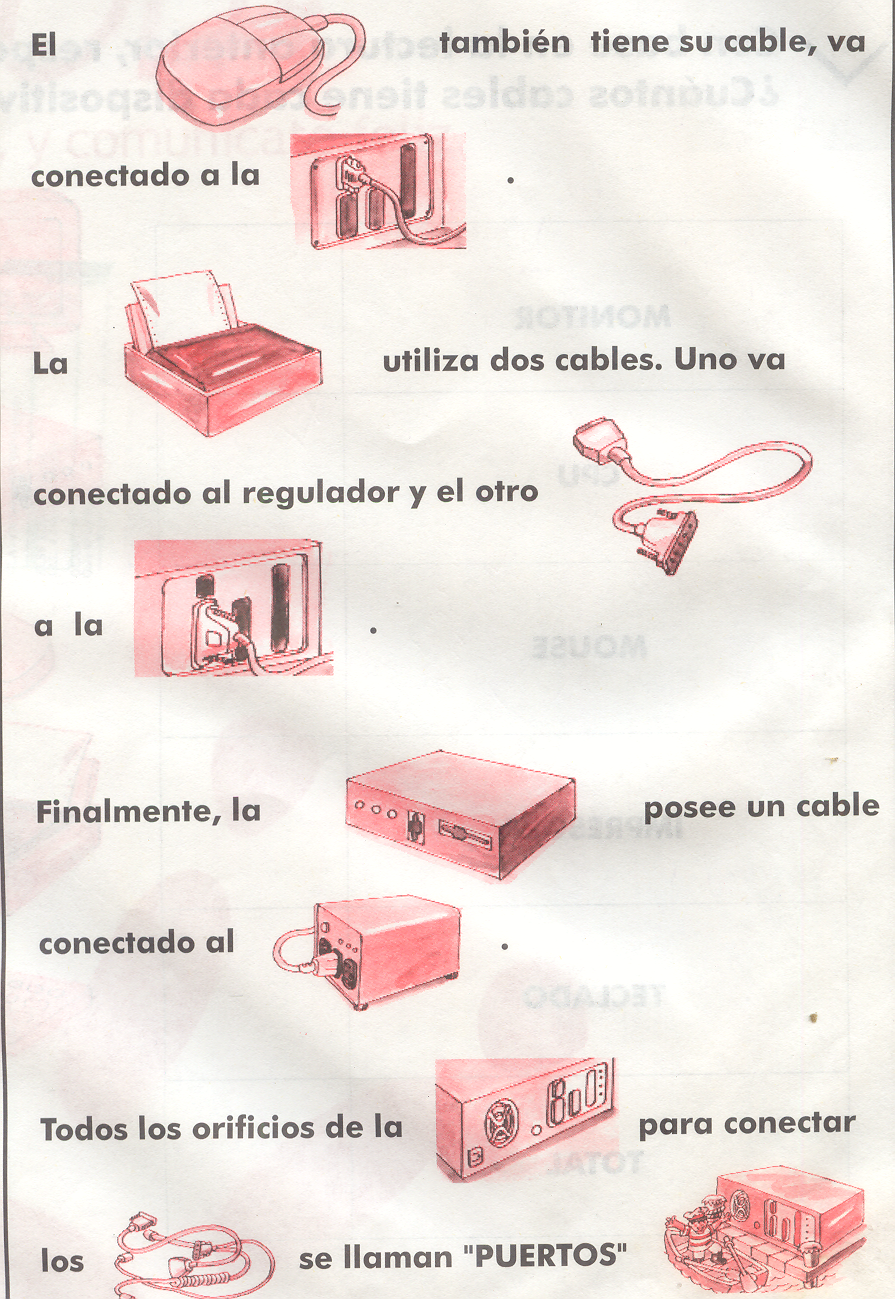 El también tiene su cable, va
conectado a la .
La utiliza dos cables. Uno va
conectado al regulador y el otro
a la .
Finalmente, la posee un cable
conectado al .
Todos los orificios de la para conectar
los se llaman "PUERTOS"
MONITOR
CPU
MOUSE
TECLADO
TOTAL